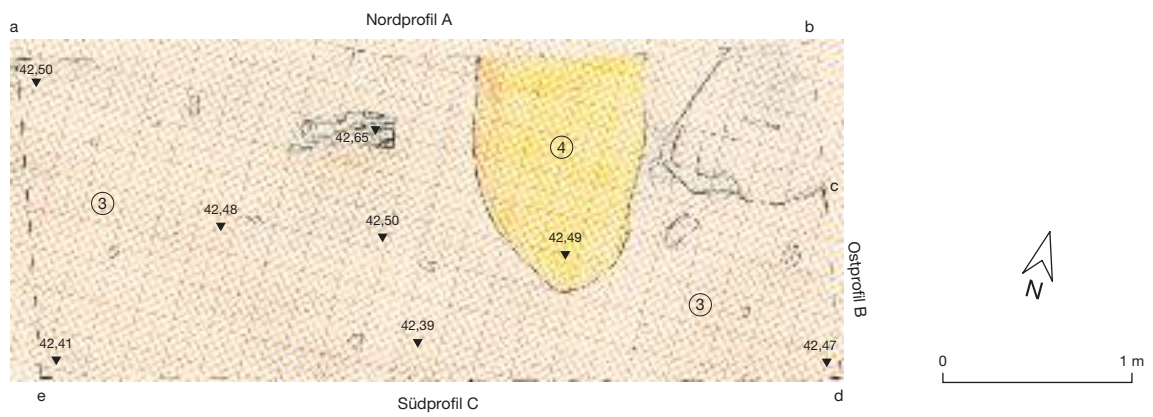 a
Nordprofil A
b
42,50
42,65
4
3
c
42,48
42,50
42,49
Ostprofil B
3
42,39
42,41
42,47
N
0 1 m
e
Südprofil C
d